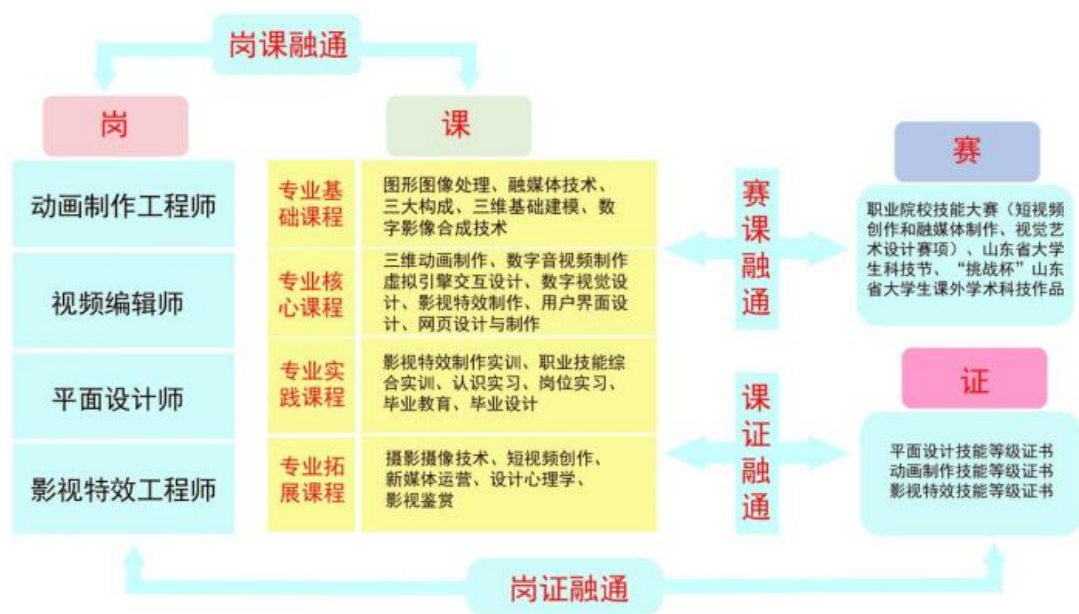 岗课融通
岗
课
赛
动画制作工程师
视频编辑师
平面设计师
影视特效工程师
专业基
础课程
图形图像处理、融媒体技术、
三大构成、三维基础建模、数
字影像合成技术
专业核
心课程
三维动画制作、数字音视频制作
虚拟引擎交互设计、数字视觉设
计、影视特效制作、用户界面设
计、网页设计与制作
专业实
践课程
影视特效制作实训、职业技能综
合实训、认识实习、岗位实习、
毕业教育、毕业设计
专业拓
展课程
摄影摄像技术、短视频创作、
新媒体运营、设计心理学、
影视鉴赏
赛课融通
课证融通
职业院校技能大赛（短视频
创作和融媒体制作、视觉艺
术设计赛项）、山东省大学
生科技节、“挑战杯”山东
省大学生课外学术科技作品
证
平面设计技能等级证书
动画制作技能等级证书
影视特效技能等级证书
岗证融通